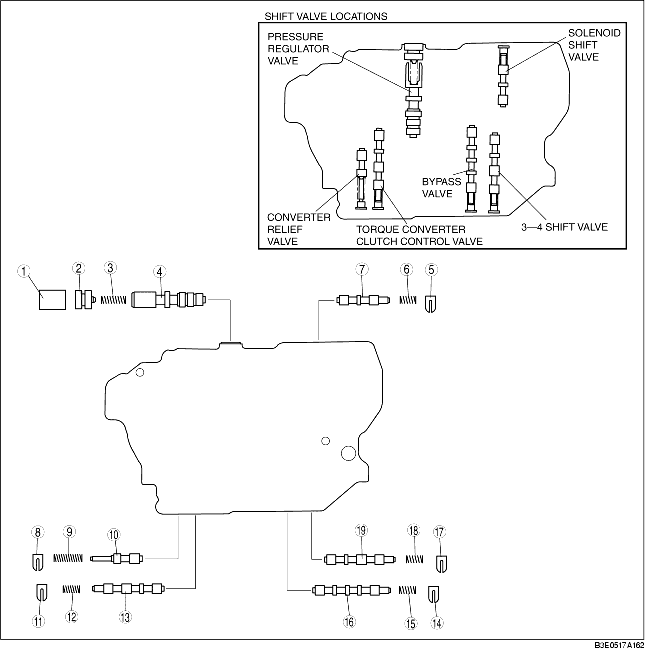 SHIFT VALVE LOCATIONS
PRESSURE
REGULATOR
VALVE
SOLENOID
SHIFT
VALVE
BYPASS
VALVE
CONVERTER
RELIEF
VALVE
TORQUE CONVERTER
CLUTCH CONTROL VALVE
3—4 SHIFT VALVE
1 2 3 4 7 6 5
8 9 10 19 18 17
11 12 13 16 15 14
B3E0517A162